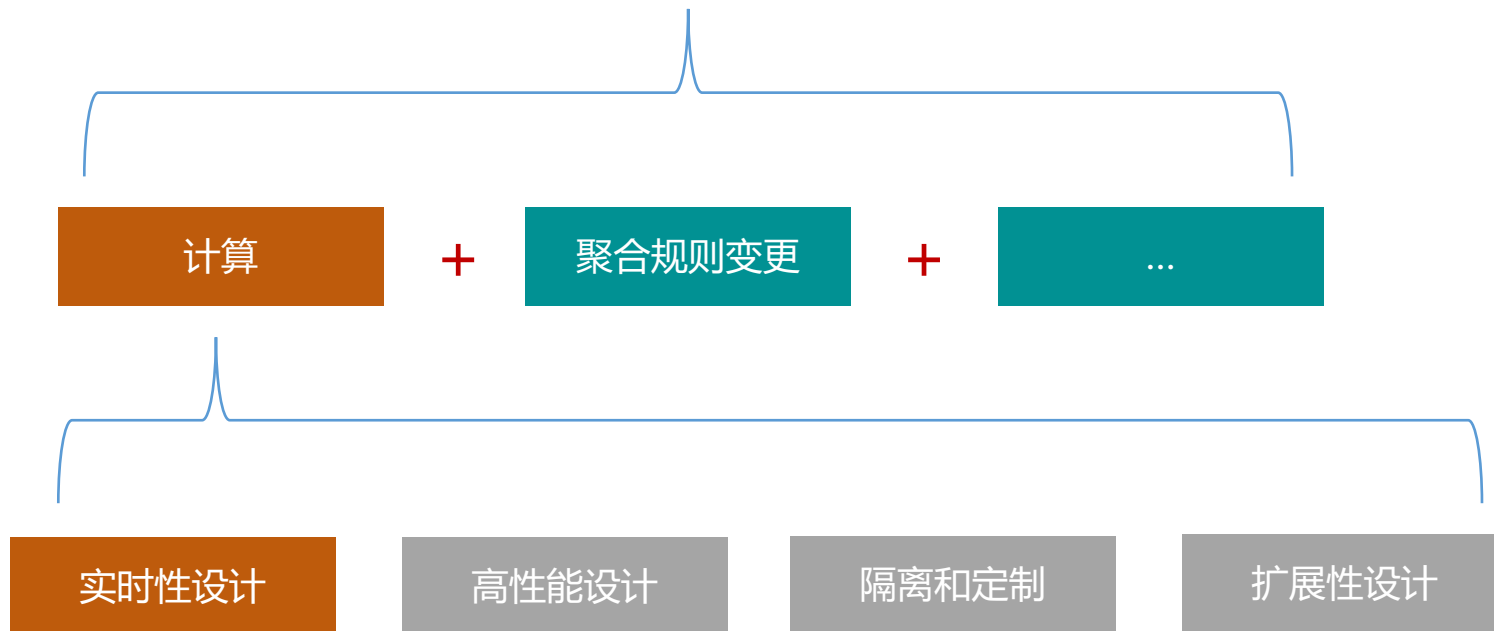 计算
+
聚合规则变更
+
...
实时性设计
高性能设计
隔离和定制
扩展性设计